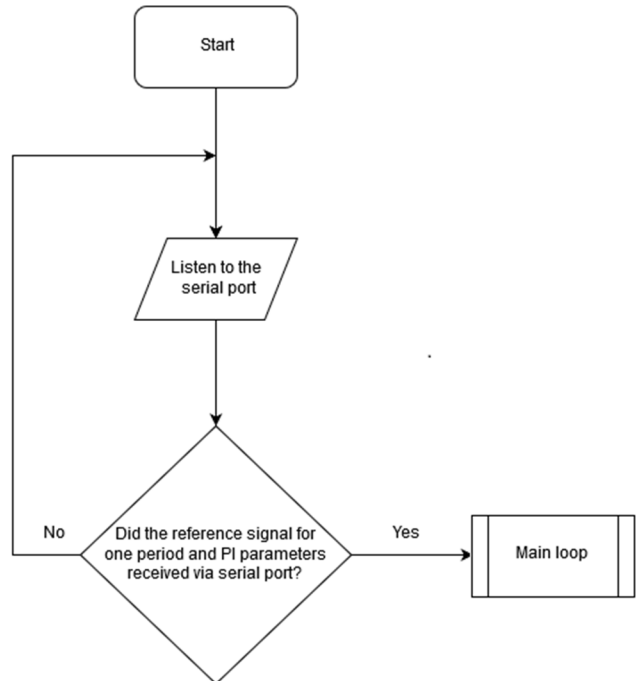 Start
Listen to the
serial port
No
Did the reference signal for
one period and PI parameters
received via serial port?
Yes
Main loop